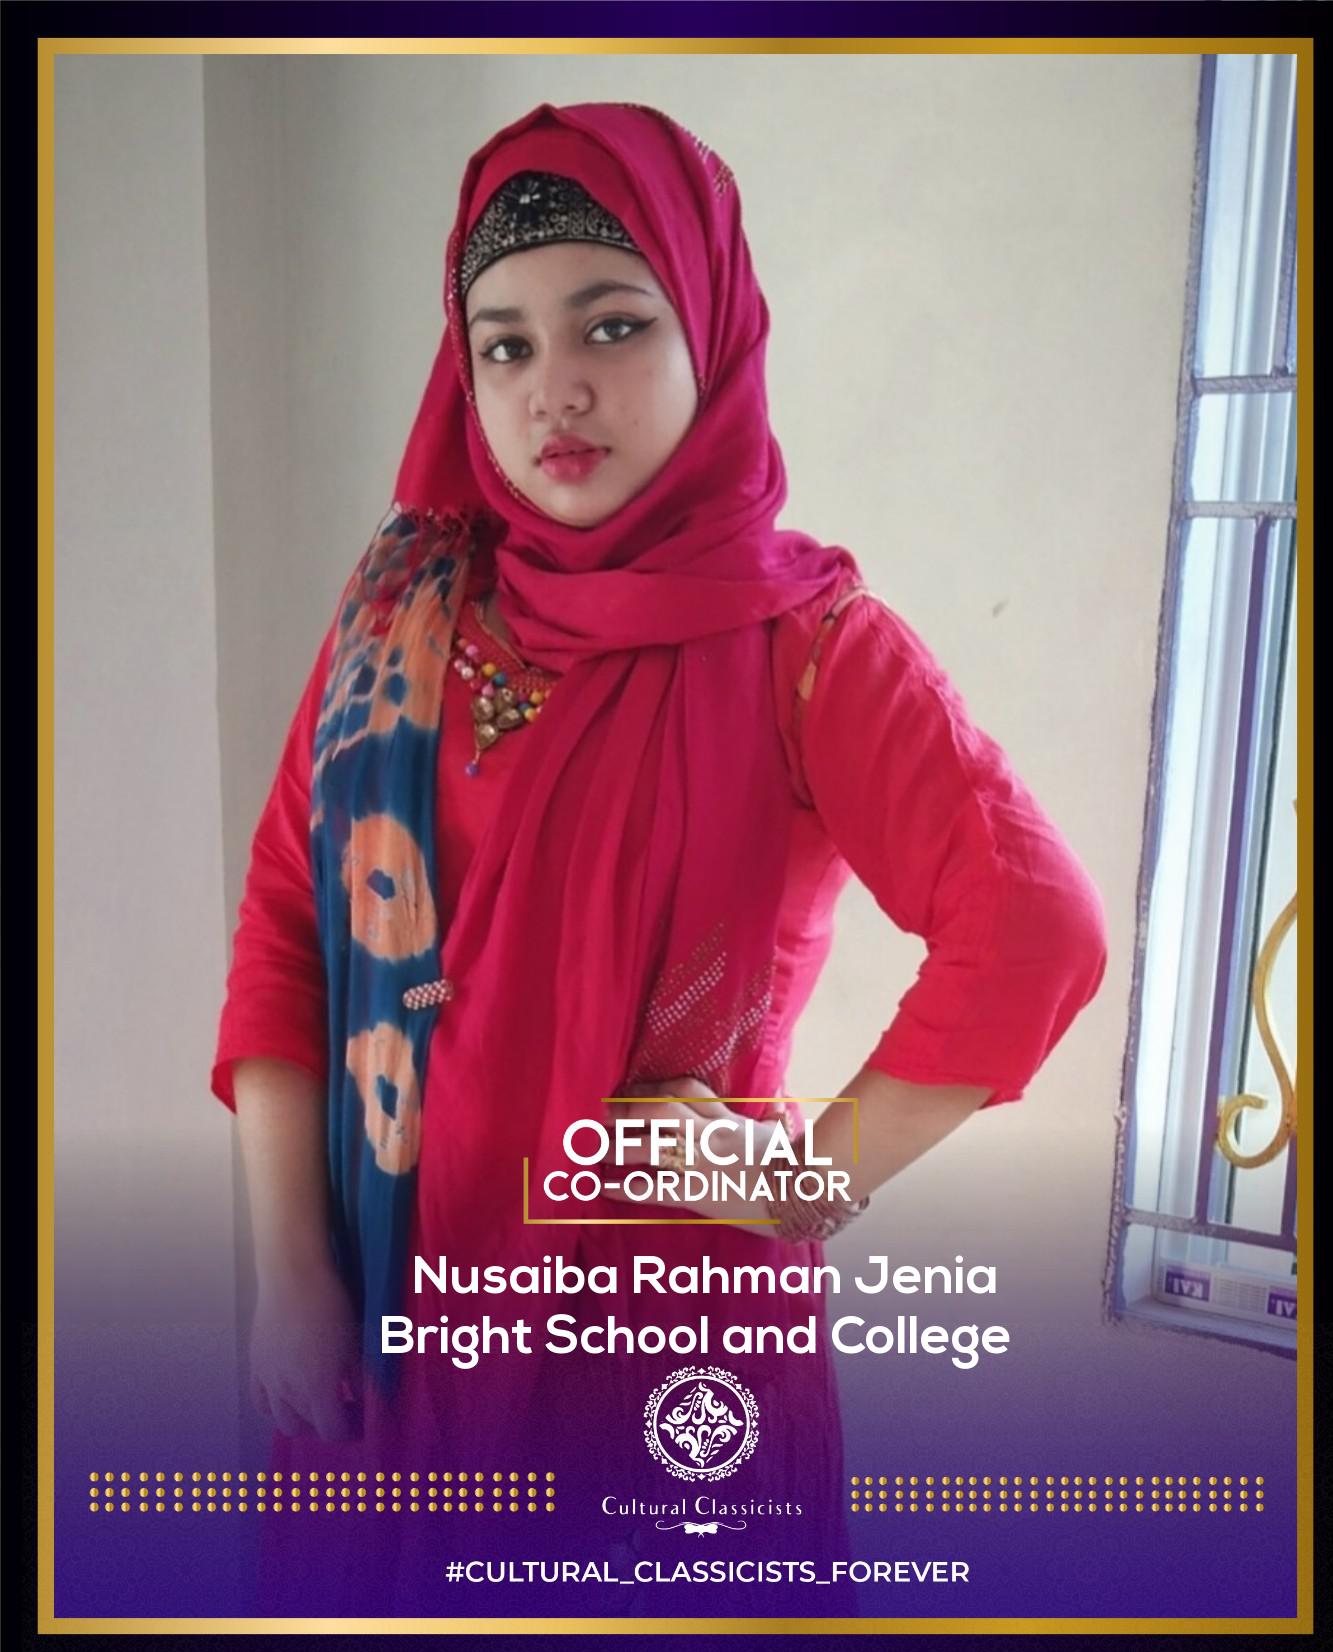 OFFICIAL
CO-ORDINATOR
Nusaiba Rahman Jenia
Bright School and College
Cultural Classicists
#CULTURAL_CLASSICISTS_FOREVER